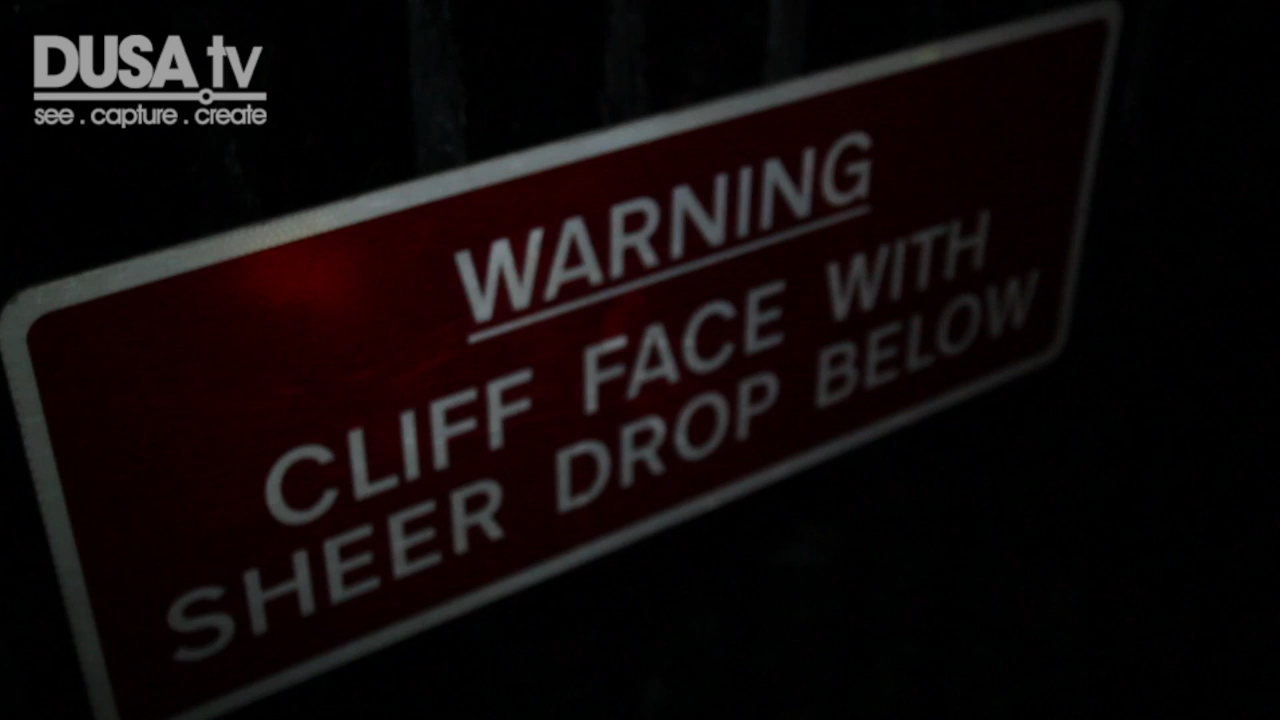 DUSA.tv
see . capture . create
WARNING
CLIFF FACE WITH
SHEER DROP BELOW